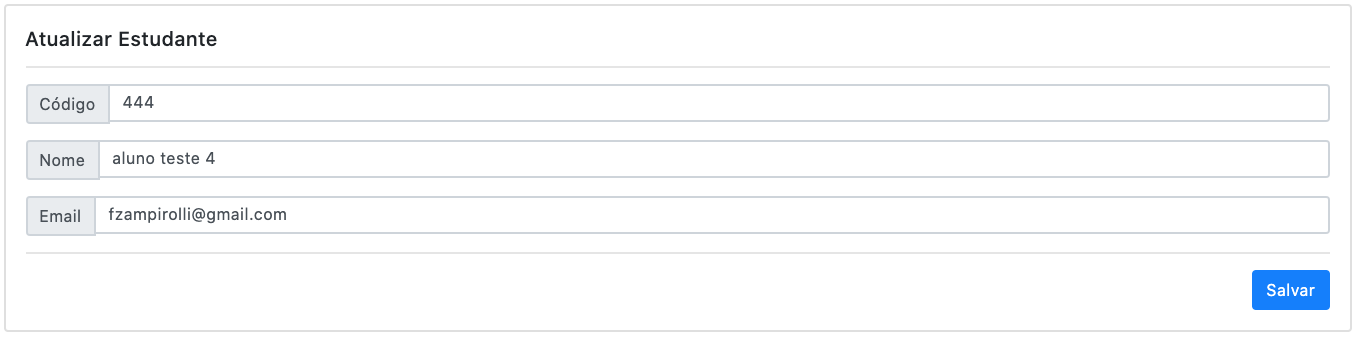 Atualizar Estudante
Código 444
Nome aluno teste 4
Email fzampirolli@gmail.com
Salvar